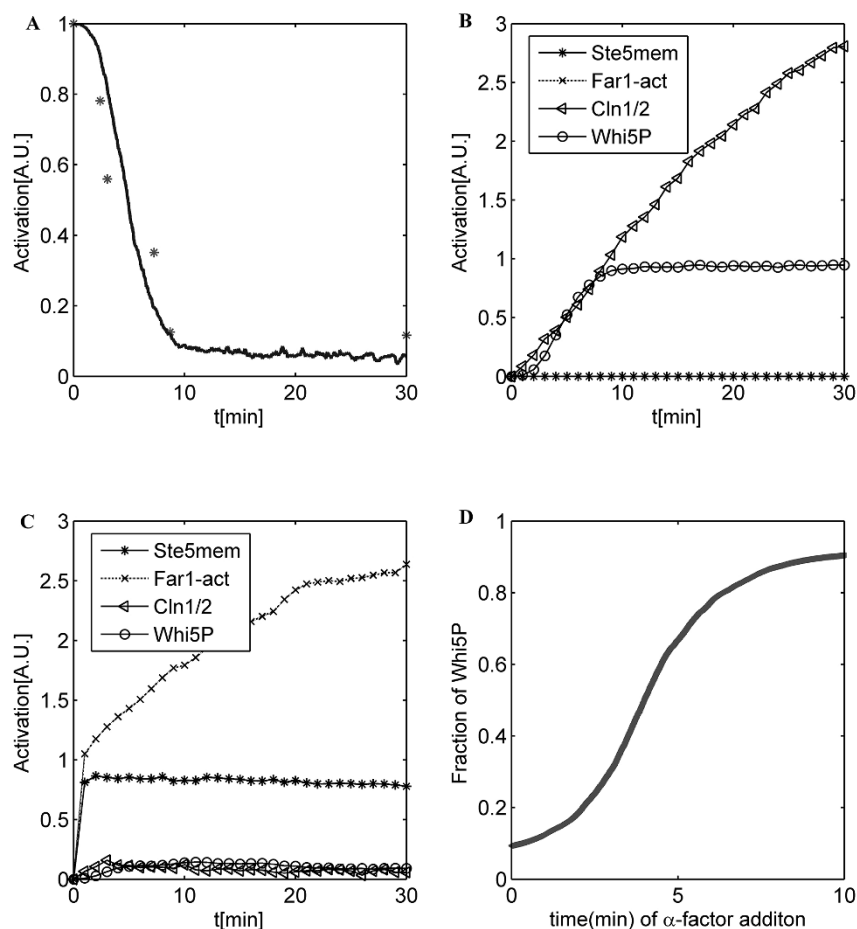 A
Activation[A.U.]
1
0.8
0.6
0.4
0.2
0
0
10
20
30
t[min]
B
Activation[A.U.]
3
2.5
2
1.5
1
0.5
0
0
10
20
30
t[min]
Ste5mem
Far1-act
Cln1/2
Whi5P
C
Activation[A.U.]
3
2.5
2
1.5
1
0.5
0
0
10
20
30
t[min]
Ste5mem
Far1-act
Cln1/2
Whi5P
D
Fraction of Whi5P
1
0.8
0.6
0.4
0.2
0
0
5
10
time(min) of α-factor additon